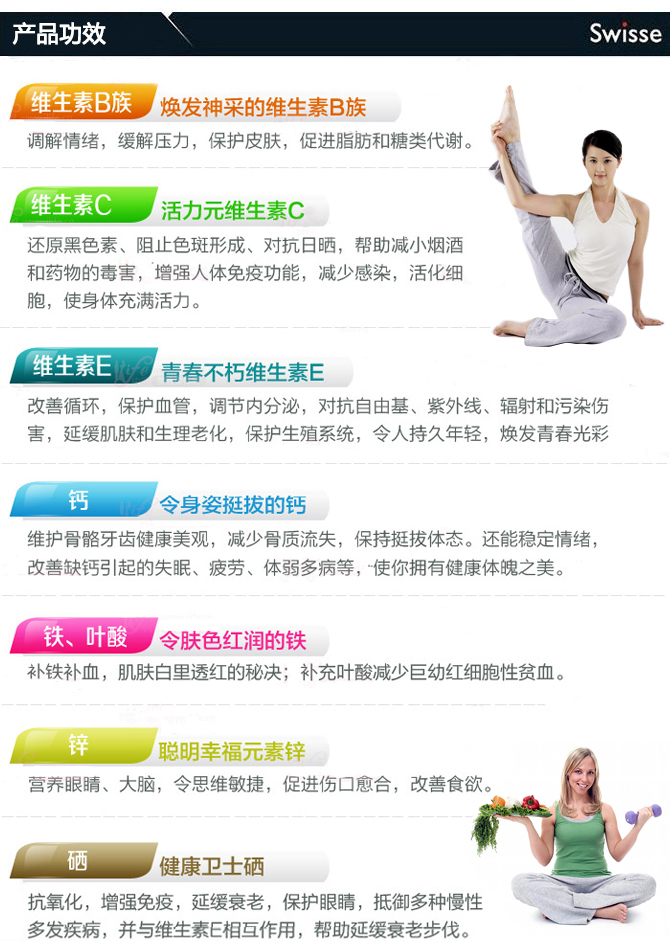 产品功效
Swisse
维生素B族
焕发神采的维生素B族
调解情绪，缓解压力，保护皮肤，促进脂肪和糖类代谢。
维生素C
活力元维生素C
还原黑色素、阻止色斑形成、对抗日晒，帮助减小烟酒
和药物的毒害，增强人体免疫功能，减少感染，活化细
胞，使身体充满活力。
维生素E
青春不朽维生素E
改善循环，保护血管，调节内分泌，对抗自由基、紫外线、辐射和污染伤
害，延缓肌肤和生理老化，保护生殖系统，令人持久年轻，焕发青春光彩
钙
令身姿挺拔的钙
维护骨骼牙齿健康美观，减少骨质流失，保持挺拔体态。还能稳定情绪，
改善缺钙引起的失眠、疲劳、体弱多病等，使你拥有健康体魄之美。
铁、叶酸
令肤色红润的铁
补铁补血，肌肤白里透红的秘决；补充叶酸减少巨幼红细胞性贫血。
锌
聪明幸福元素锌
营养眼睛、大脑，令思维敏捷，促进伤口愈合，改善食欲。
硒
健康卫士硒
抗氧化，增强免疫，延缓衰老，保护眼睛，抵御多种慢性
多发疾病，并与维生素E相互作用，帮助延缓衰老步伐。